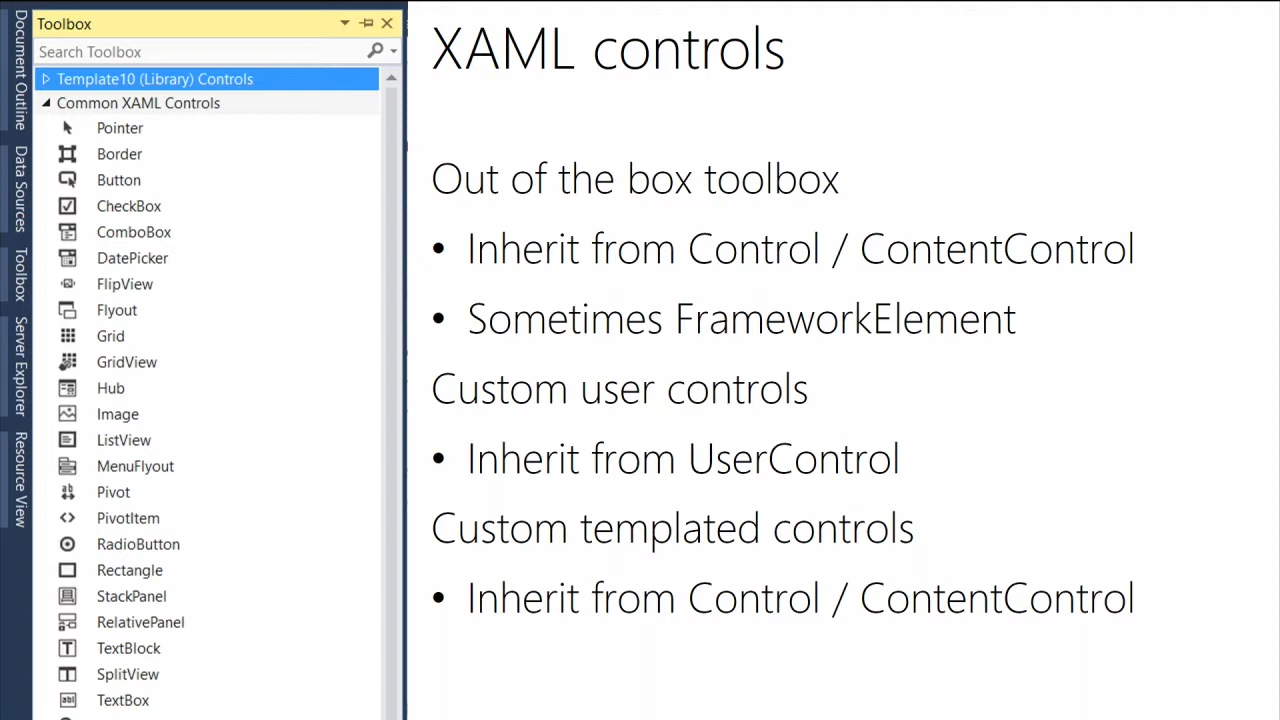 Document Outline
Data Sources
Toolbox
Server Explorer
Resource View
Toolbox
Search Toolbox
Template10 (Library) Controls
Common XAML Controls
Pointer
Border
Button
CheckBox
ComboBox
DatePicker
FlipView
Flyout
Grid
GridView
Hub
Image
ListView
MenuFlyout
Pivot
PivotItem
RadioButton
Rectangle
StackPanel
RelativePanel
TextBlock
SplitView
TextBox
XAML controls
Out of the box toolbox
• Inherit from Control / ContentControl
• Sometimes FrameworkElement
Custom user controls
• Inherit from UserControl
Custom templated controls
• Inherit from Control / ContentControl